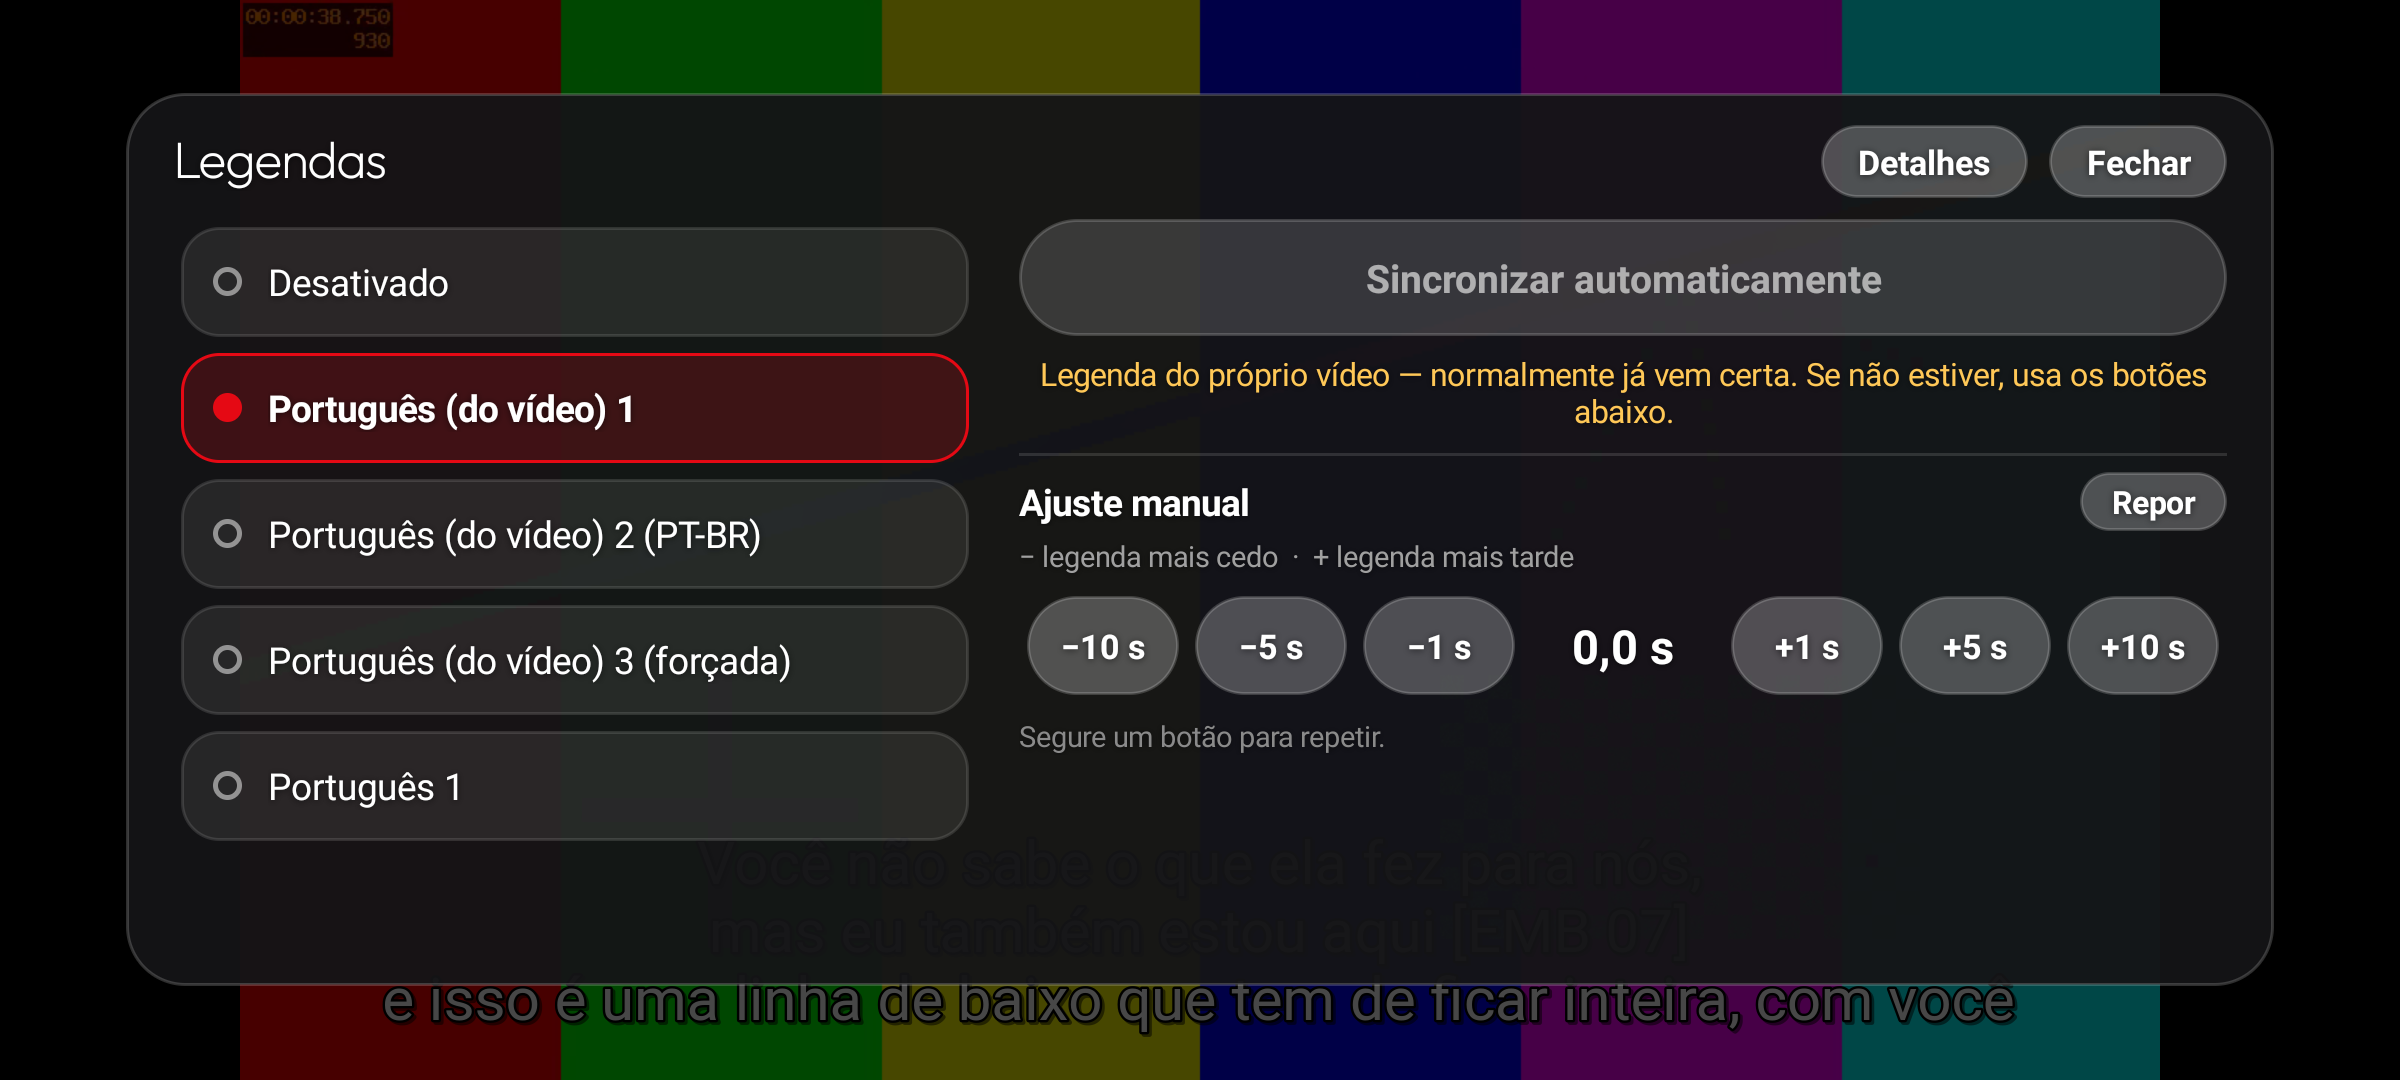 00:00:38.750
930
Legendas
Detalhes
Fechar
Desativado
Português (do vídeo) 1
Português (do vídeo) 2 (PT-BR)
Português (do vídeo) 3 (forçada)
Português 1
Sincronizar automaticamente
Legenda do próprio vídeo — normalmente já vem certa. Se não estiver, usa os botões
abaixo.
Ajuste manual
Repor
− legenda mais cedo · + legenda mais tarde
−10 s
−5 s
−1 s
0,0 s
+1 s
+5 s
+10 s
Segure um botão para repetir.
Você não sabe o que ela fez para nós,
mas eu também estou aqui [EMB 07]
e isso é uma linha de baixo que tem de ficar inteira, com você